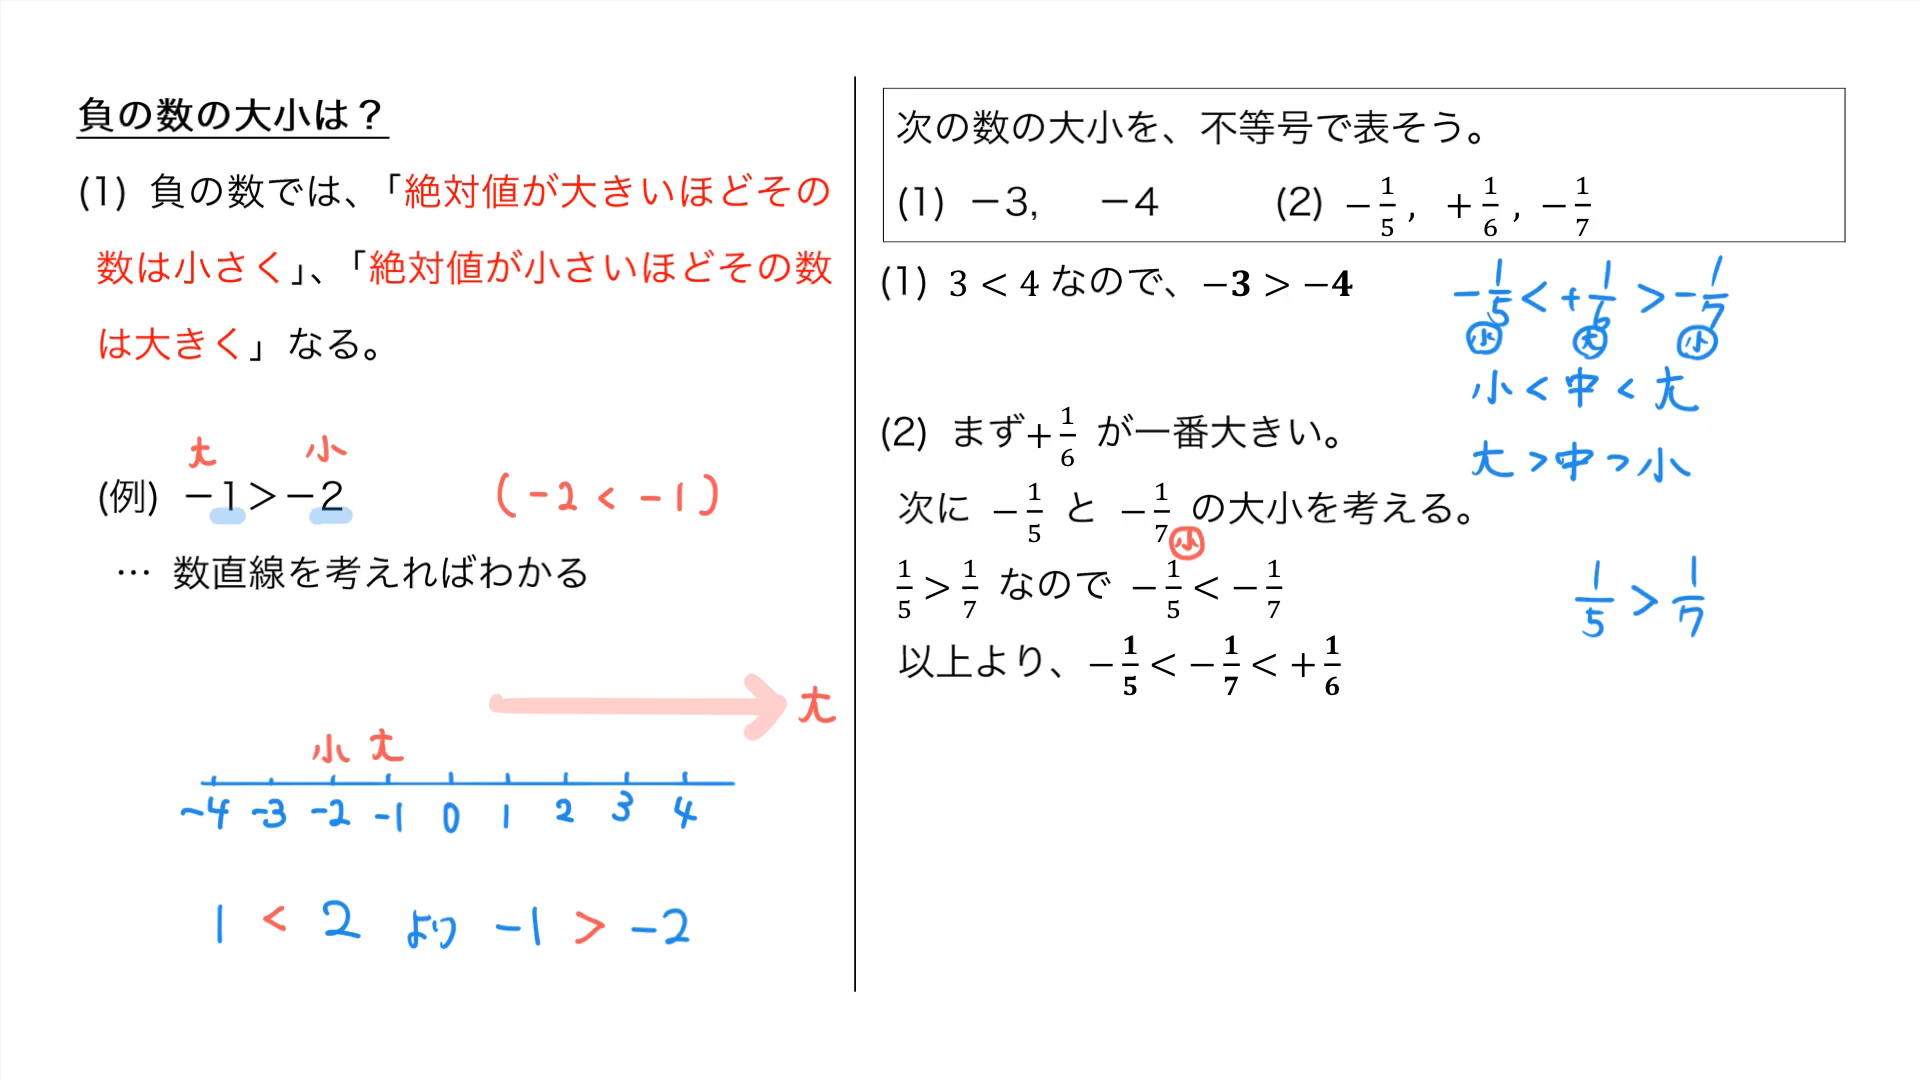 負の数の大小は？
(1) 負の数では、「絶対値が大きいほどその
数は小さく」、「絶対値が小さいほどその数
は大きく」なる。
大 小
(例) −1＞−2 (−2 < −1)
… 数直線を考えればわかる
大
小 大
-4 -3 -2 -1 0 1 2 3 4
1 < 2 より -1 > -2
次の数の大小を、不等号で表そう。
(1) −3, −4 (2) −1/5 , +1/6 , −1/7
(1) 3 < 4 なので、−3 > −4
-1/5 < +1/6 > -1/7
小 大 小
小 < 中 < 大
大 > 中 > 小
(2) まず+1/6 が一番大きい。
次に −1/5 と −1/7 の大小を考える。
小
1/5 > 1/7 なので −1/5 < −1/7
1/5 > 1/7
以上より、−1/5 < −1/7 < +1/6